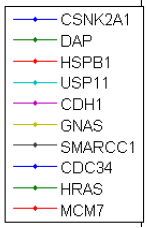 CSNK2A1
DAP
HSPB1
USP11
CDH1
GNAS
SMARCC1
CDC34
HRAS
MCM7